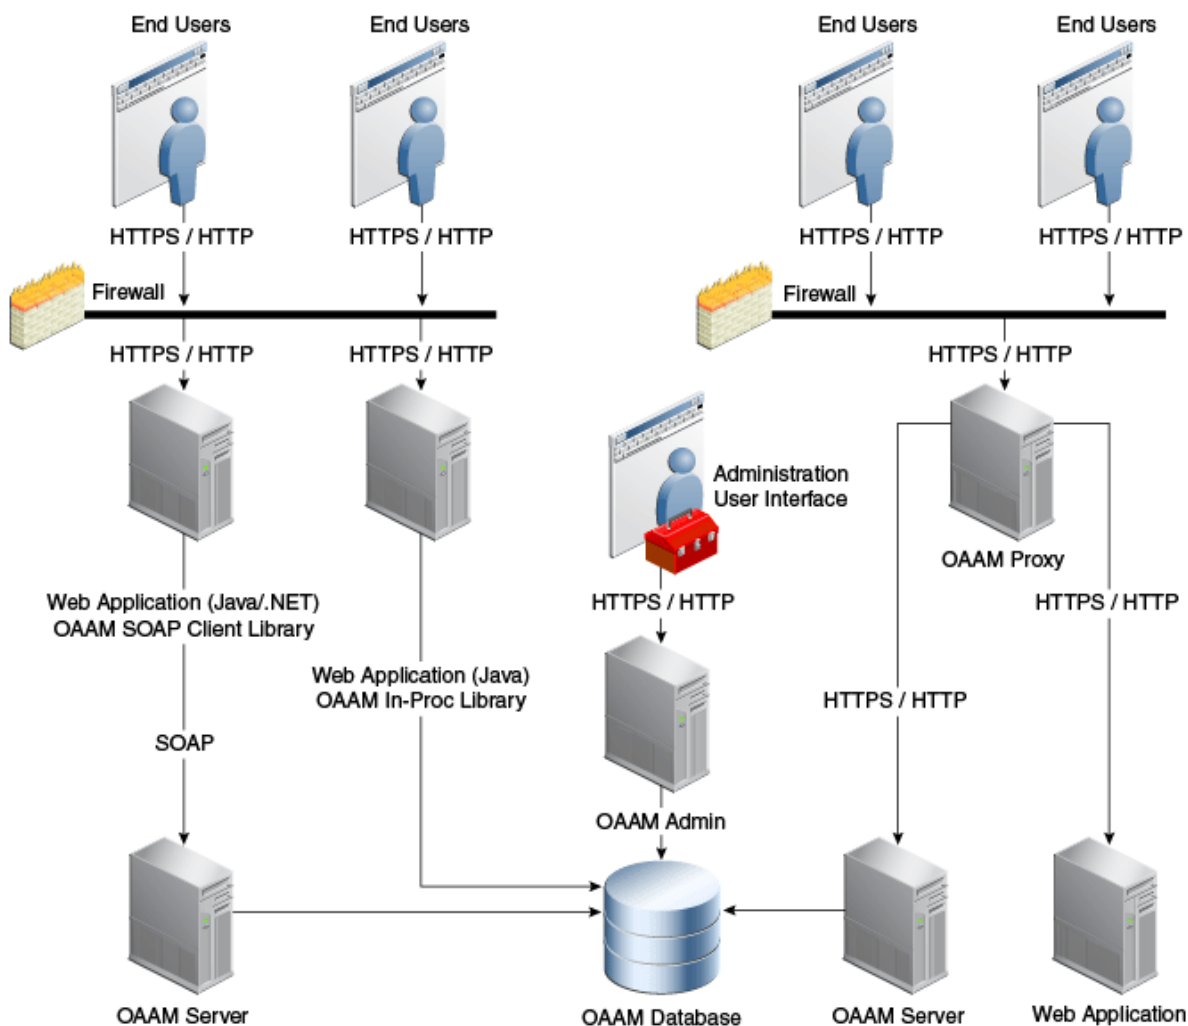 End Users
End Users
End Users
End Users
HTTPS / HTTP
HTTPS / HTTP
HTTPS / HTTP
HTTPS / HTTP
Firewall
Firewall
HTTPS / HTTP
HTTPS / HTTP
HTTPS / HTTP
Administration
User Interface
OAAM Proxy
HTTPS / HTTP
HTTPS / HTTP
Web Application (Java/.NET)
OAAM SOAP Client Library
Web Application (Java)
OAAM In-Proc Library
HTTPS / HTTP
SOAP
OAAM Admin
OAAM Server
OAAM Database
OAAM Server
Web Application